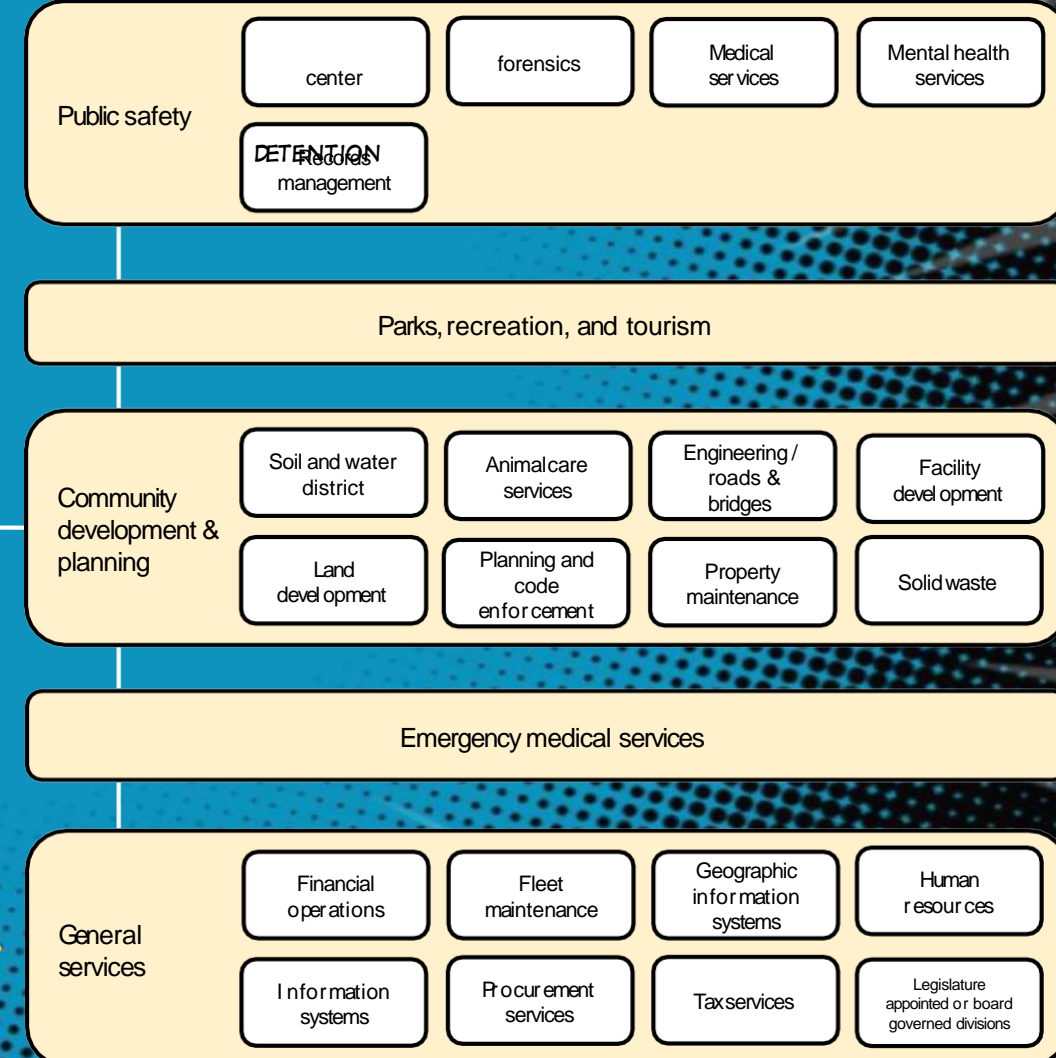 Public safety
center
forensics
Medical
services
Mental health
services
DETENTION
Records
management
Parks, recreation, and tourism
Community
development &
planning
Soil and water
district
Animal care
services
Engineering /
roads &
bridges
Facility
development
Land
development
Planning and
code
enforcement
Property
maintenance
Solid waste
Emergency medical services
General
services
Financial
operations
Fleet
maintenance
Geographic
information
systems
Human
resources
Information
systems
Procurement
services
Tax services
Legislature
appointed or board
governed divisions